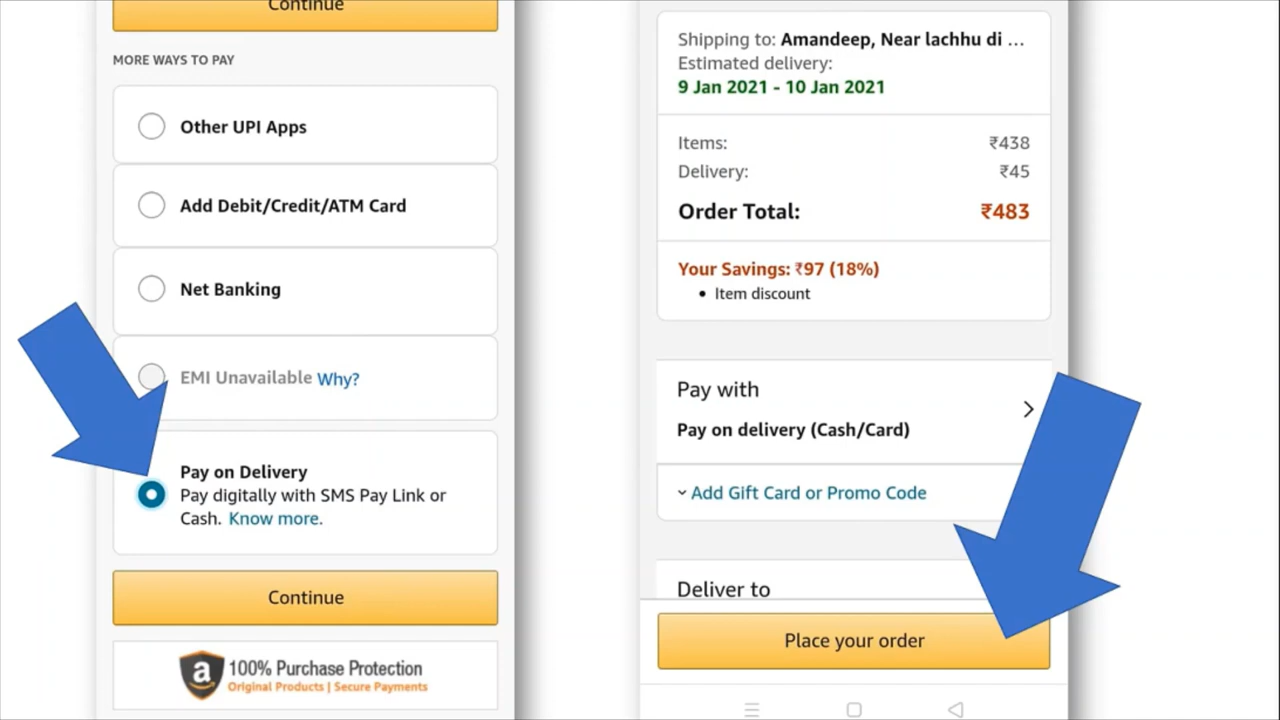 Continue
MORE WAYS TO PAY
Other UPI Apps
Add Debit/Credit/ATM Card
Net Banking
EMI Unavailable Why?
Pay on Delivery
Pay digitally with SMS Pay Link or
Cash. Know more.
Continue
a 100% Purchase Protection
Original Products | Secure Payments
Shipping to: Amandeep, Near lachhu di ...
Estimated delivery:
9 Jan 2021 - 10 Jan 2021
Items: ₹438
Delivery: ₹45
Order Total: ₹483
Your Savings: ₹97 (18%)
• Item discount
Pay with
Pay on delivery (Cash/Card)
Add Gift Card or Promo Code
Deliver to
Place your order